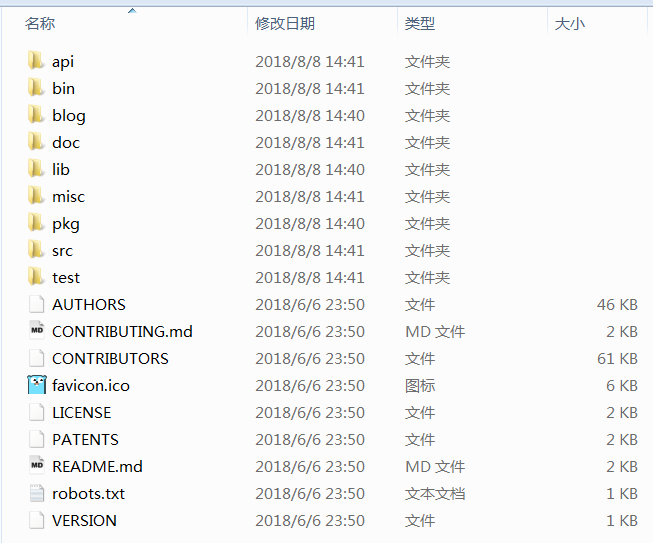 名称 修改日期 类型 大小
api 2018/8/8 14:41 文件夹
bin 2018/8/8 14:41 文件夹
blog 2018/8/8 14:40 文件夹
doc 2018/8/8 14:41 文件夹
lib 2018/8/8 14:40 文件夹
misc 2018/8/8 14:41 文件夹
pkg 2018/8/8 14:40 文件夹
src 2018/8/8 14:41 文件夹
test 2018/8/8 14:41 文件夹
AUTHORS 2018/6/6 23:50 文件 46 KB
CONTRIBUTING.md 2018/6/6 23:50 MD 文件 2 KB
CONTRIBUTORS 2018/6/6 23:50 文件 61 KB
favicon.ico 2018/6/6 23:50 图标 6 KB
LICENSE 2018/6/6 23:50 文件 2 KB
PATENTS 2018/6/6 23:50 文件 2 KB
README.md 2018/6/6 23:50 MD 文件 2 KB
robots.txt 2018/6/6 23:50 文本文档 1 KB
VERSION 2018/6/6 23:50 文件 1 KB